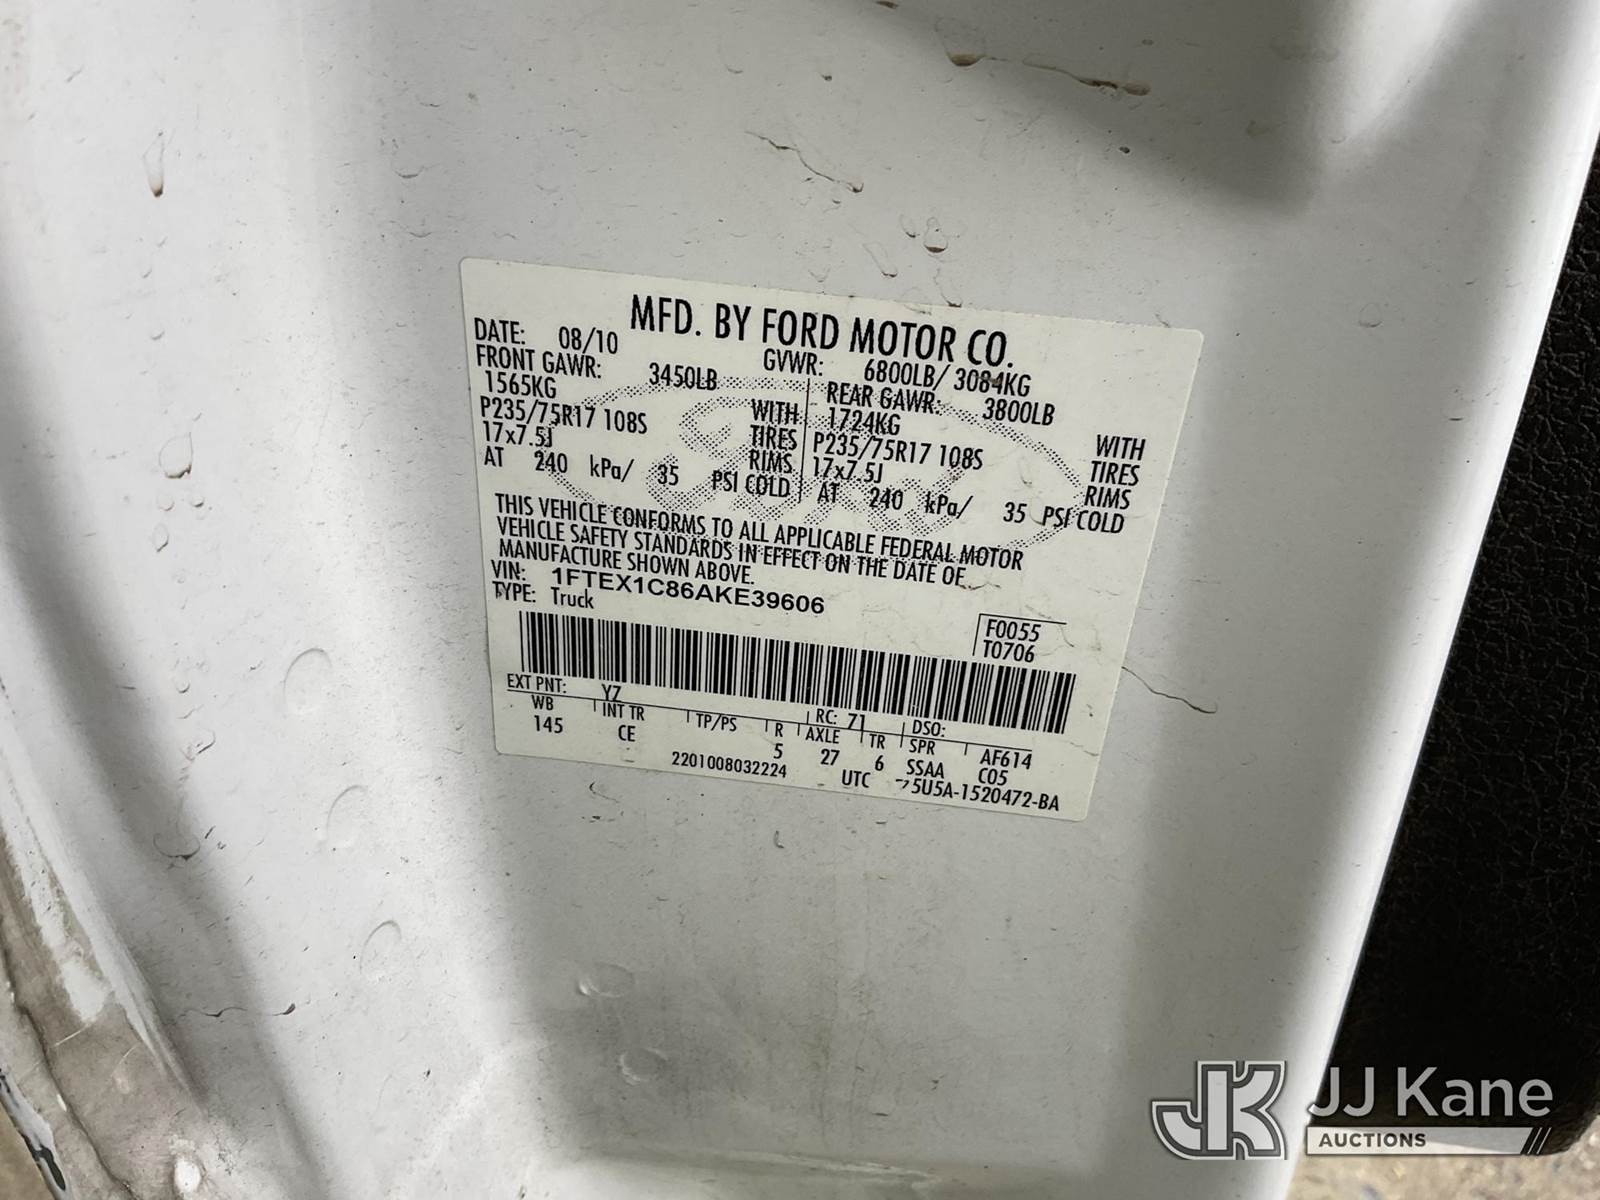 MFD. BY FORD MOTOR CO.
DATE: 08/10 GVWR: 6800LB/ 3084KG
FRONT GAWR: 3450LB REAR GAWR: 3800LB
1565KG WITH 1724KG WITH
P235/75R17 108S TIRES P235/75R17 108S TIRES
17x7.5J RIMS 17x7.5J RIMS
AT 240 kPa/ 35 PSI COLD AT 240 kPa/ 35 PSI COLD
THIS VEHICLE CONFORMS TO ALL APPLICABLE FEDERAL MOTOR
VEHICLE SAFETY STANDARDS IN EFFECT ON THE DATE OF
MANUFACTURE SHOWN ABOVE.
VIN: 1FTEX1C86AKE39606
TYPE: Truck
F0055
T0706
EXT PNT: YZ RC: 71 DSO:
WB INT TR TP/PS R AXLE TR SPR AF614
145 CE 5 27 6 SSAA C05
2201008032224 UTC 5U5A-1520472-BA
JK JJ Kane
AUCTIONS